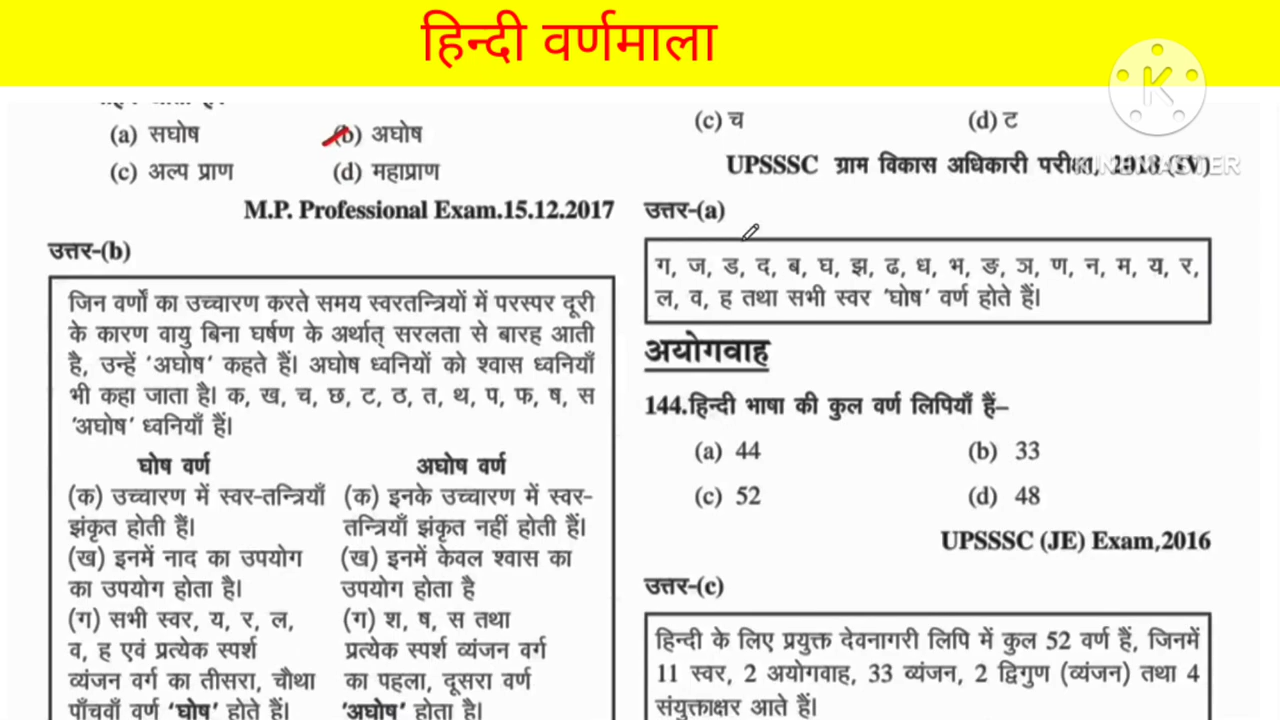 हिन्दी वर्णमाला
(a) सघोष
(b) अघोष
(c) अल्प प्राण
(d) महाप्राण
M.P. Professional Exam.15.12.2017
उत्तर-(b)
जिन वर्णों का उच्चारण करते समय स्वरतन्त्रियों में परस्पर दूरी
के कारण वायु बिना घर्षण के अर्थात् सरलता से बारह आती
है, उन्हें ‘अघोष’ कहते हैं। अघोष ध्वनियों को श्वास ध्वनियाँ
भी कहा जाता है। क, ख, च, छ, ट, ठ, त, थ, प, फ, ष, स
‘अघोष’ ध्वनियाँ हैं।
घोष वर्ण
(क) उच्चारण में स्वर-तन्त्रियाँ
झंकृत होती हैं।
(ख) इनमें नाद का उपयोग
का उपयोग होता है।
(ग) सभी स्वर, य, र, ल,
व, ह एवं प्रत्येक स्पर्श
व्यंजन वर्ग का तीसरा, चौथा
पाँचवाँ वर्ण ‘घोष’ होते हैं।
अघोष वर्ण
(क) इनके उच्चारण में स्वर-
तन्त्रियाँ झंकृत नहीं होती हैं।
(ख) इनमें केवल श्वास का
उपयोग होता है
(ग) श, ष, स तथा
प्रत्येक स्पर्श व्यंजन वर्ग
का पहला, दूसरा वर्ण
‘अघोष’ होता है।
(c) च
(d) ट
UPSSSC ग्राम विकास अधिकारी परीक्षा, 2018 (IV)
K
KINEMASTER
उत्तर-(a)
ग, ज, ड, द, ब, घ, झ, ढ, ध, भ, ङ, ञ, ण, न, म, य, र,
ल, व, ह तथा सभी स्वर ‘घोष’ वर्ण होते हैं।
अयोगवाह
144.हिन्दी भाषा की कुल वर्ण लिपियाँ हैं–
(a) 44
(b) 33
(c) 52
(d) 48
UPSSSC (JE) Exam,2016
उत्तर-(c)
हिन्दी के लिए प्रयुक्त देवनागरी लिपि में कुल 52 वर्ण हैं, जिनमें
11 स्वर, 2 अयोगवाह, 33 व्यंजन, 2 द्विगुण (व्यंजन) तथा 4
संयुक्ताक्षर आते हैं।